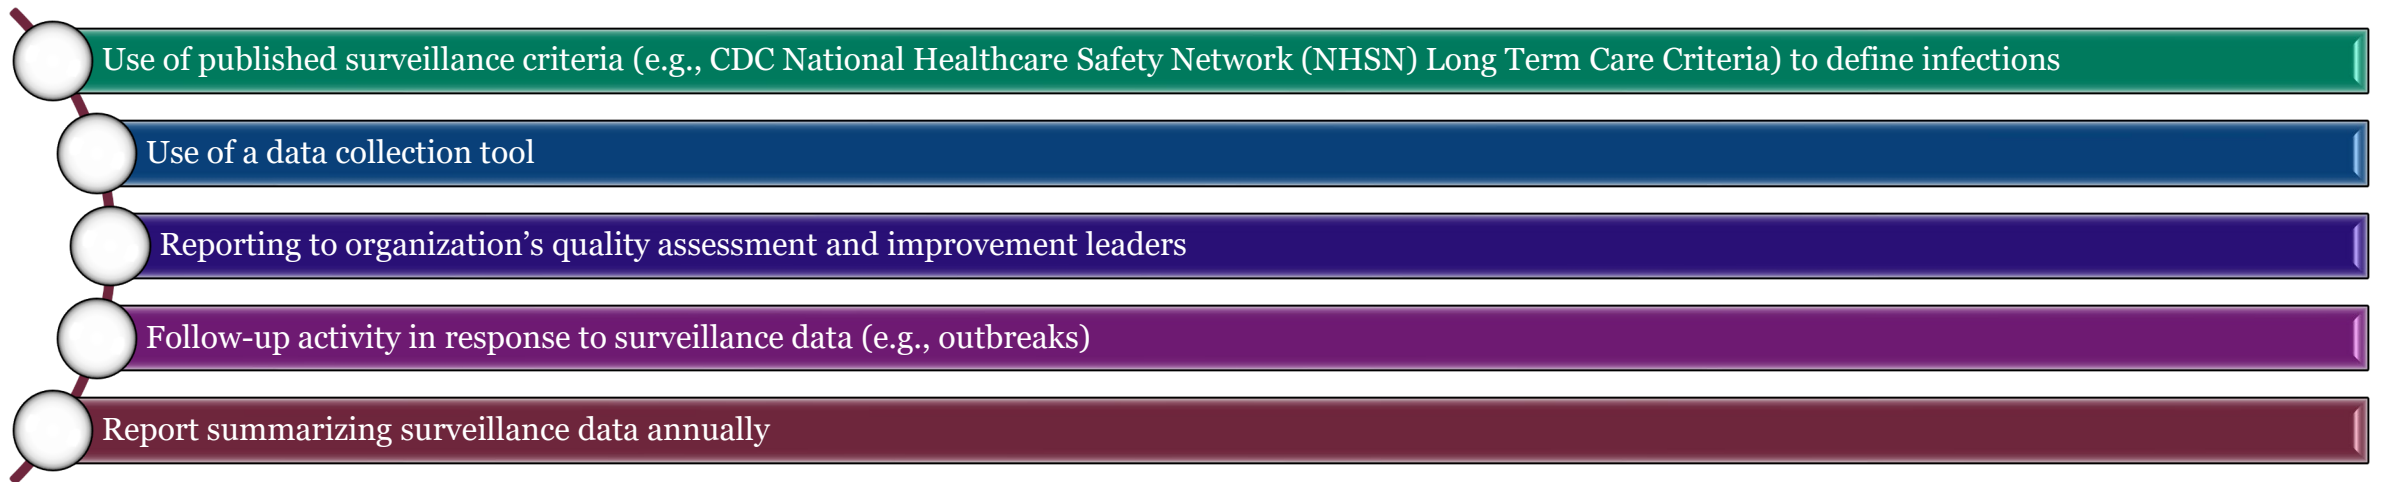 Use of published surveillance criteria (e.g., CDC National Healthcare Safety Network (NHSN) Long Term Care Criteria) to define infections
Use of a data collection tool
Reporting to organization’s quality assessment and improvement leaders
Follow-up activity in response to surveillance data (e.g., outbreaks)
Report summarizing surveillance data annually